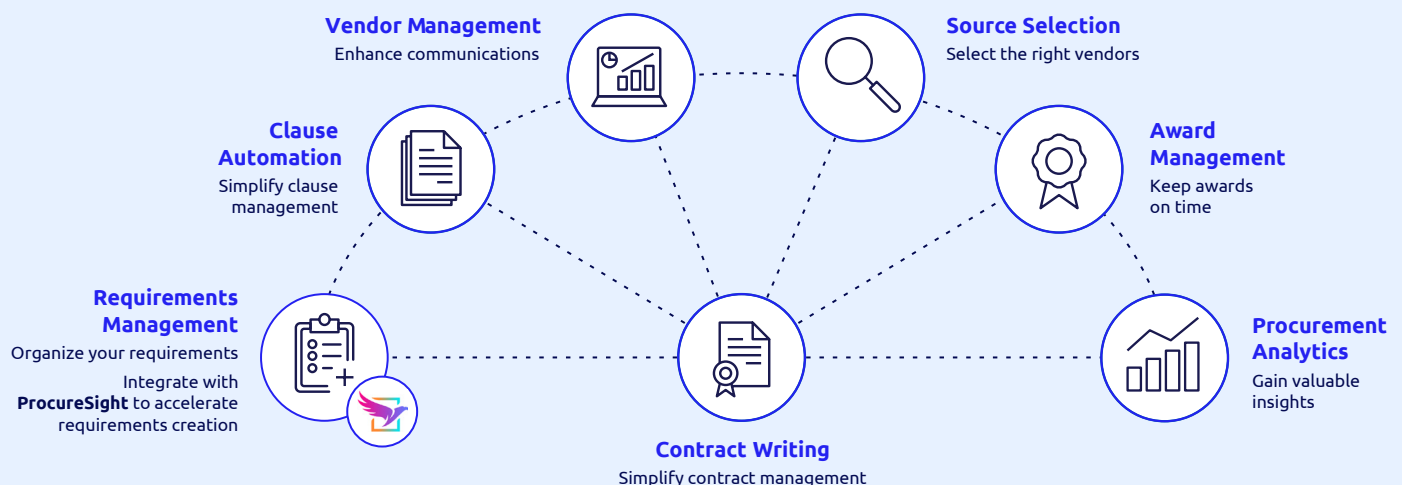 Vendor Management
Enhance communications
Source Selection
Select the right vendors
Clause
Automation
Simplify clause
management
Award
Management
Keep awards
on time
Requirements
Management
Organize your requirements
Integrate with
ProcureSight to accelerate
requirements creation
Procurement
Analytics
Gain valuable
insights
Contract Writing
Simplify contract management